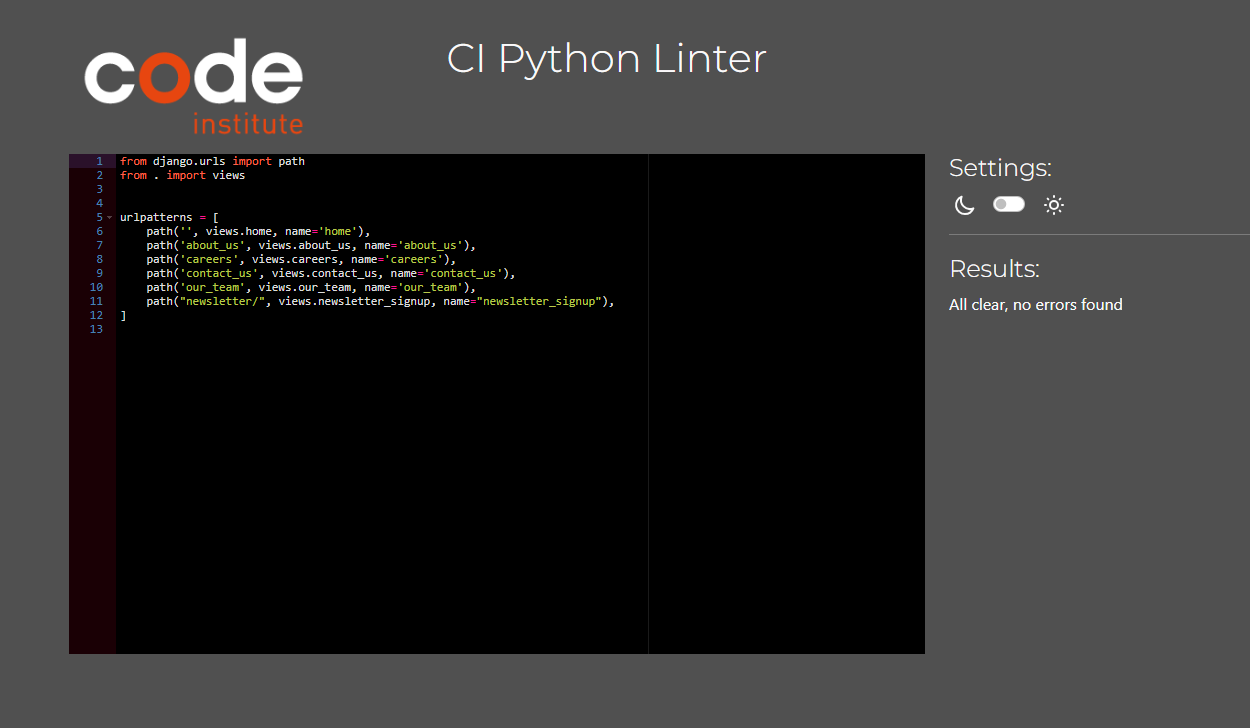 code
institute
CI Python Linter
1 from django.urls import path
2 from . import views
3
4
5 urlpatterns = [
6     path('', views.home, name='home'),
7     path('about_us', views.about_us, name='about_us'),
8     path('careers', views.careers, name='careers'),
9     path('contact_us', views.contact_us, name='contact_us'),
10     path('our_team', views.our_team, name='our_team'),
11     path("newsletter/", views.newsletter_signup, name="newsletter_signup"),
12 ]
13
Settings:
Results:
All clear, no errors found